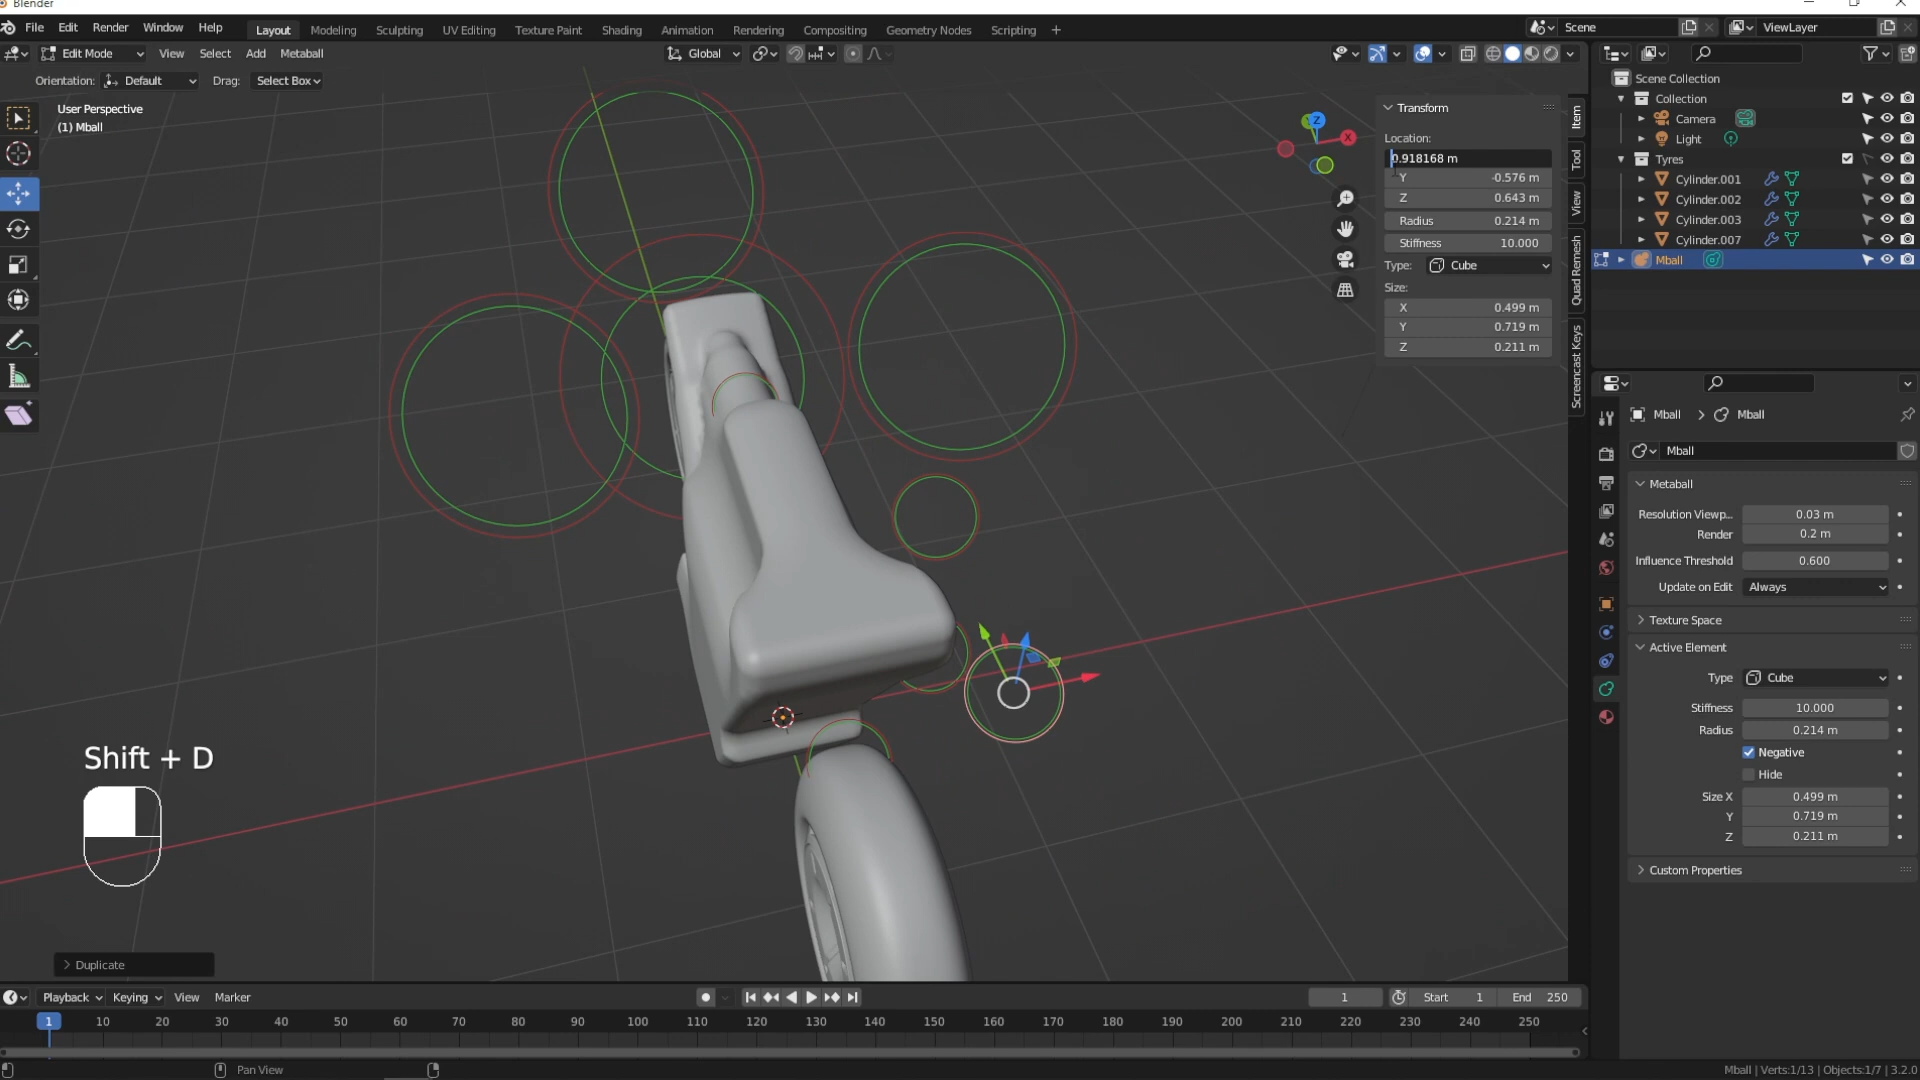 Blender
File Edit Render Window Help Layout Modeling Sculpting UV Editing Texture Paint Shading Animation Rendering Compositing Geometry Nodes Scripting + Scene ViewLayer
Edit Mode View Select Add Metaball Global
Orientation: Default Drag: Select Box
User Perspective
(1) Mball
Transform
Location:
0.918168 m
Y -0.576 m
Z 0.643 m
Radius 0.214 m
Stiffness 10.000
Type: Cube
Size:
X 0.499 m
Y 0.719 m
Z 0.211 m
Item
Tool
View
Quad Remesh
Screencast Keys
Z
X
Scene Collection
Collection
Camera
Light
Tyres
Cylinder.001
Cylinder.002
Cylinder.003
Cylinder.007
Mball
Mball > Mball
Mball
Metaball
Resolution Viewp... 0.03 m
Render 0.2 m
Influence Threshold 0.600
Update on Edit Always
Texture Space
Active Element
Type Cube
Stiffness 10.000
Radius 0.214 m
Negative
Hide
Size X 0.499 m
Y 0.719 m
Z 0.211 m
Custom Properties
Shift + D
Duplicate
Playback Keying View Marker 1 Start 1 End 250
1 10 20 30 40 50 60 70 80 90 100 110 120 130 140 150 160 170 180 190 200 210 220 230 240 250
Pan View
Mball | Verts:1/13 | Objects:1/7 | 3.2.0